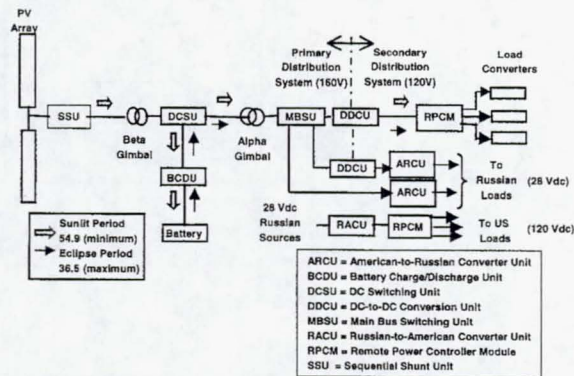 PV
Array
SSU
Beta
Gimbal
DCSU
BCDU
Battery
Alpha
Gimbal
Primary
Distribution
System (160V)
Secondary
Distribution
System (120V)
MBSU
DDCU
RPCM
Load
Converters
DDCU
ARCU
ARCU
To
Russian
Loads
(28 Vdc)
28 Vdc
Russian
Sources
RACU
RPCM
To US
Loads
(120 Vdc)
Sunlit Period
54.9 (minimum)
Eclipse Period
36.5 (maximum)
ARCU = American-to-Russian Converter Unit
BCDU = Battery Charge/Discharge Unit
DCSU = DC Switching Unit
DDCU = DC-to-DC Conversion Unit
MBSU = Main Bus Switching Unit
RACU = Russian-to-American Converter Unit
RPCM = Remote Power Controller Module
SSU = Sequential Shunt Unit